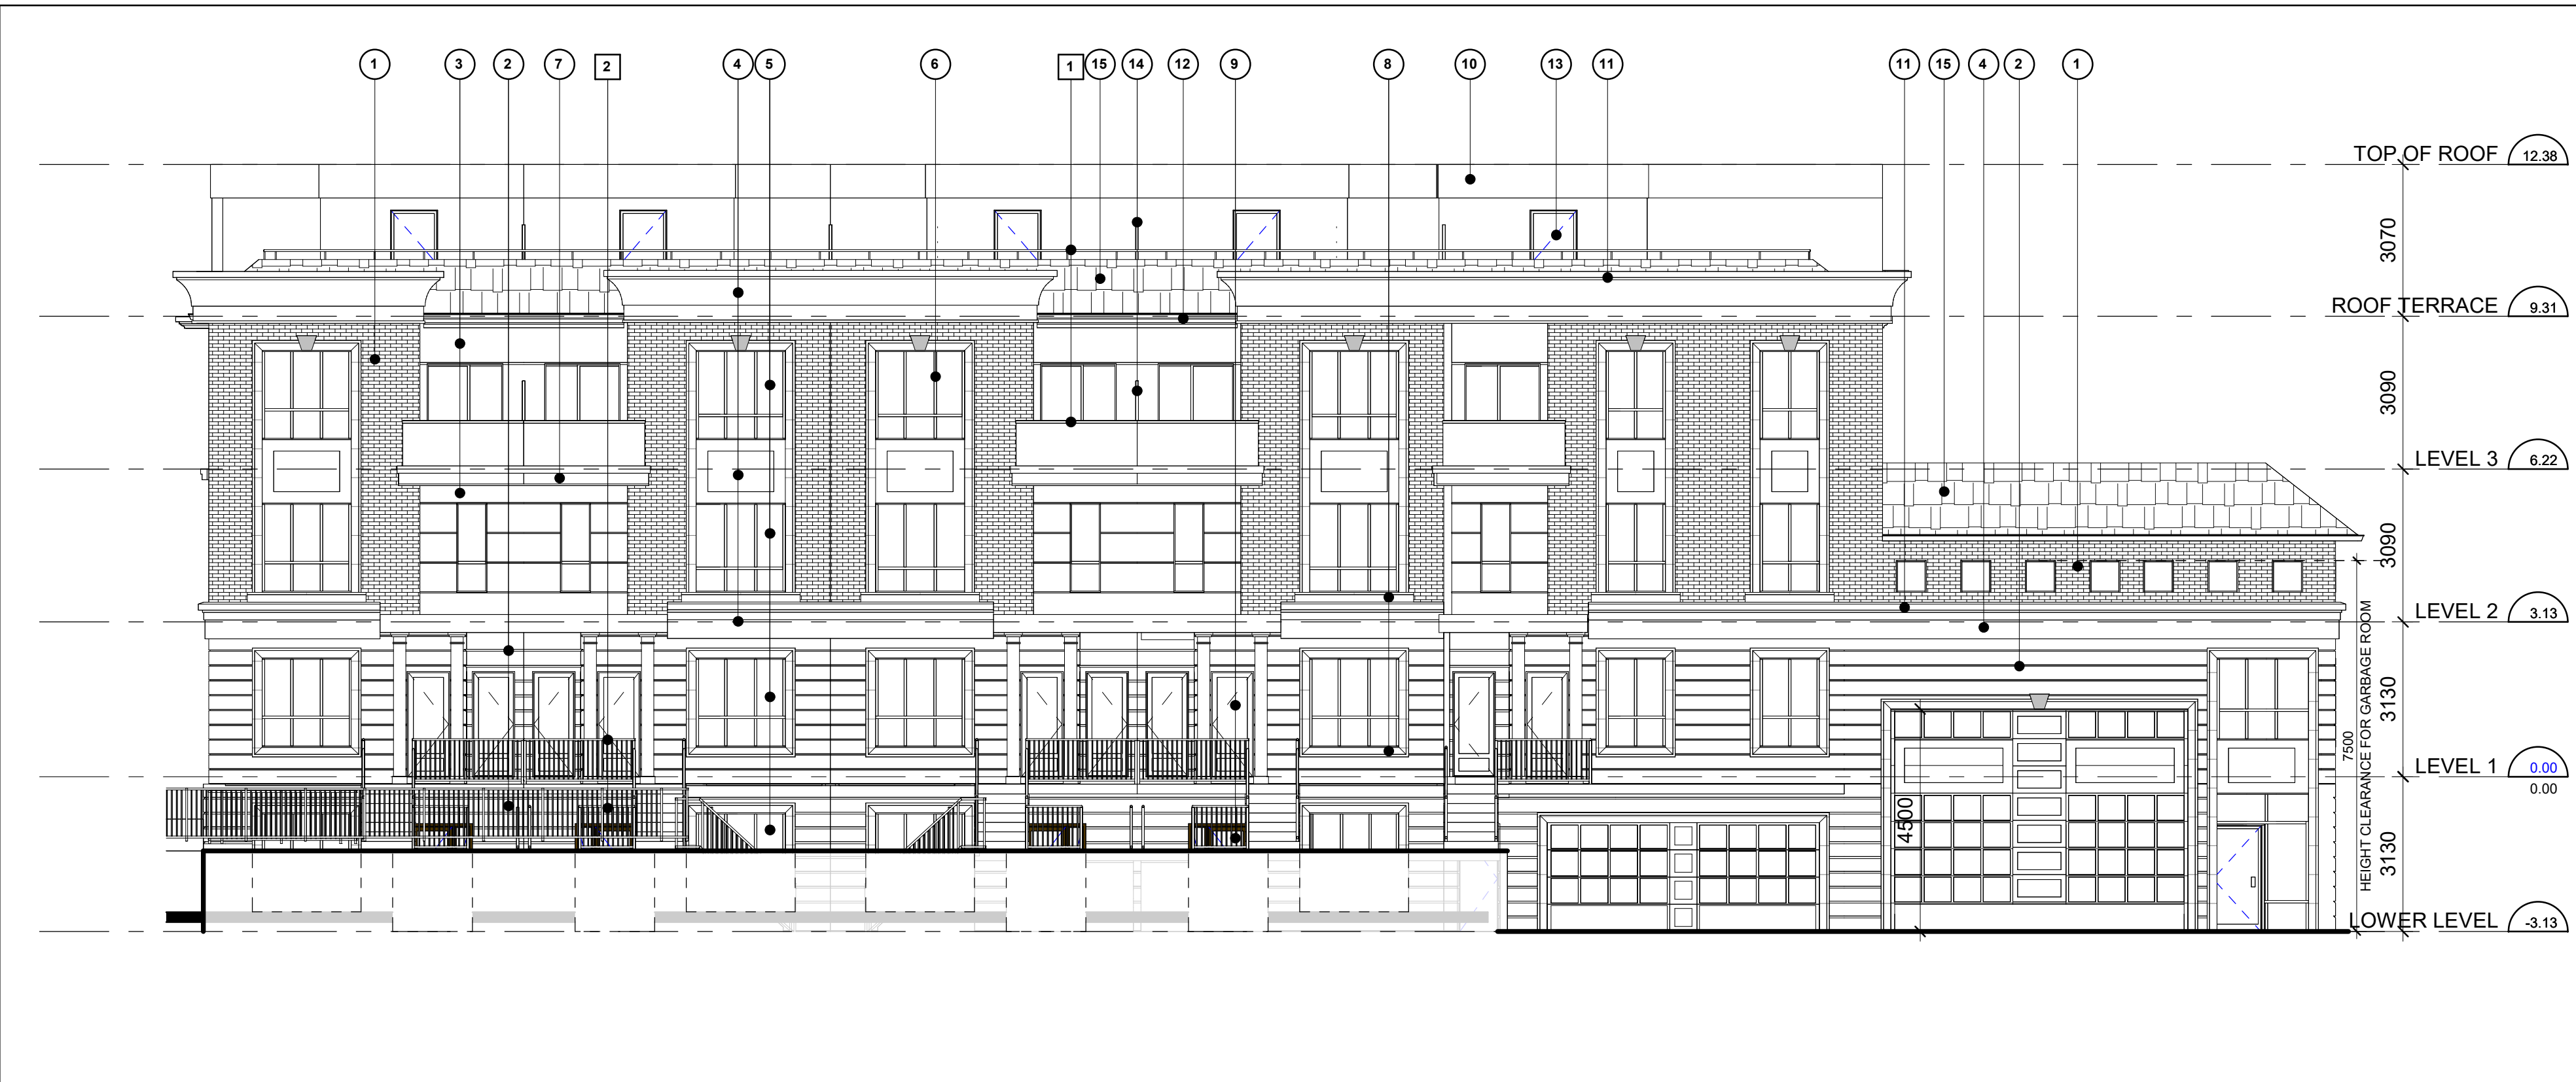 1 3 2 7 2 4 5 6 1 15 14 12 9 8 10 13 11 11 15 4 2 1
TOP OF ROOF 12.38
3070
ROOF TERRACE 9.31
3090
LEVEL 3 6.22
3090
LEVEL 2 3.13
3130
7500
HEIGHT CLEARANCE FOR GARBAGE ROOM
LEVEL 1 0.00
0.00
4500
3130
LOWER LEVEL -3.13